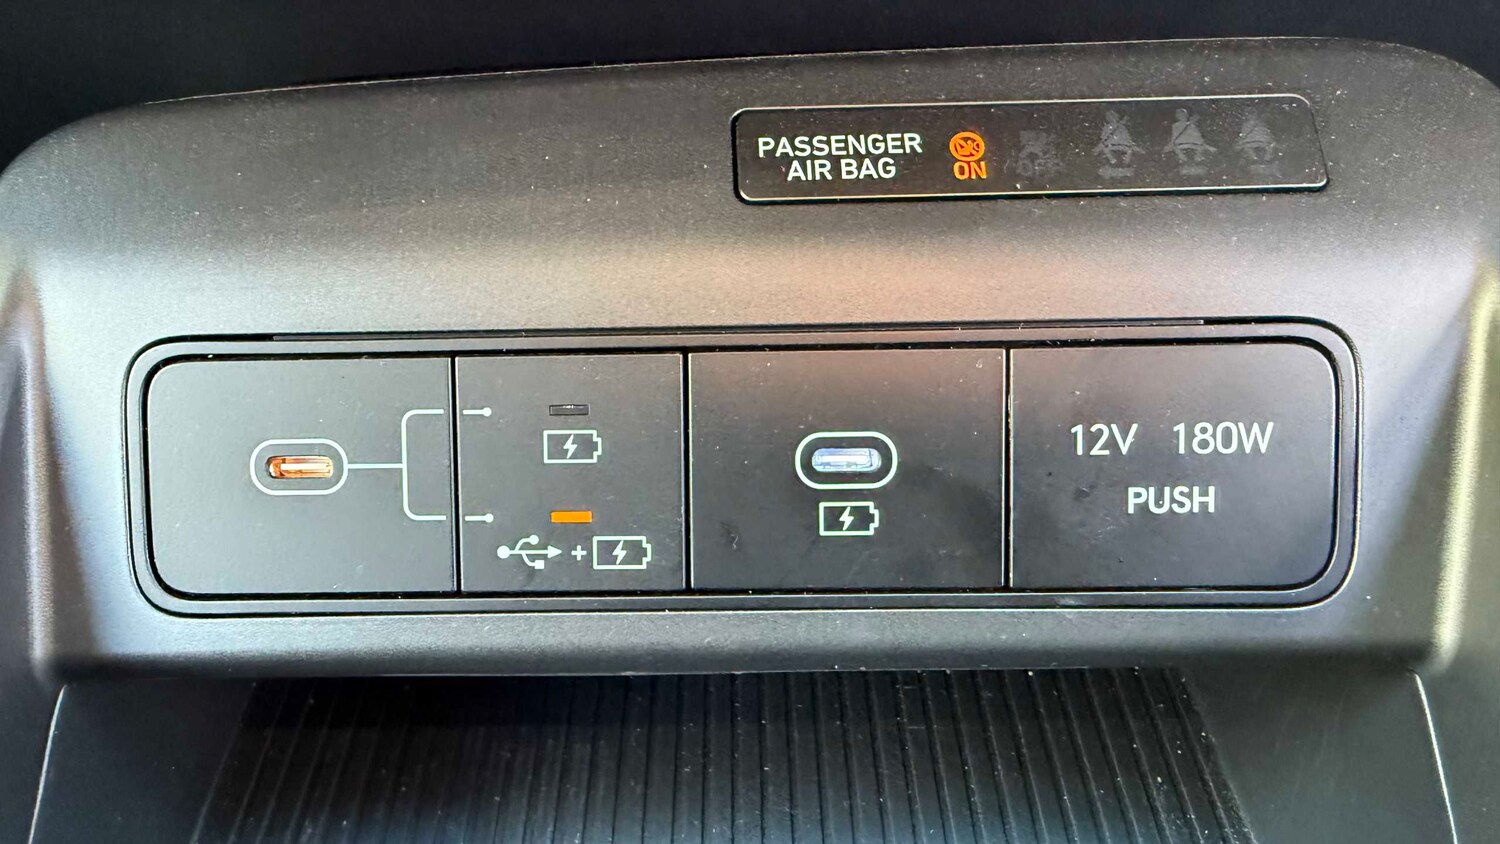 PASSENGER
AIR BAG
ON
12V 180W
PUSH